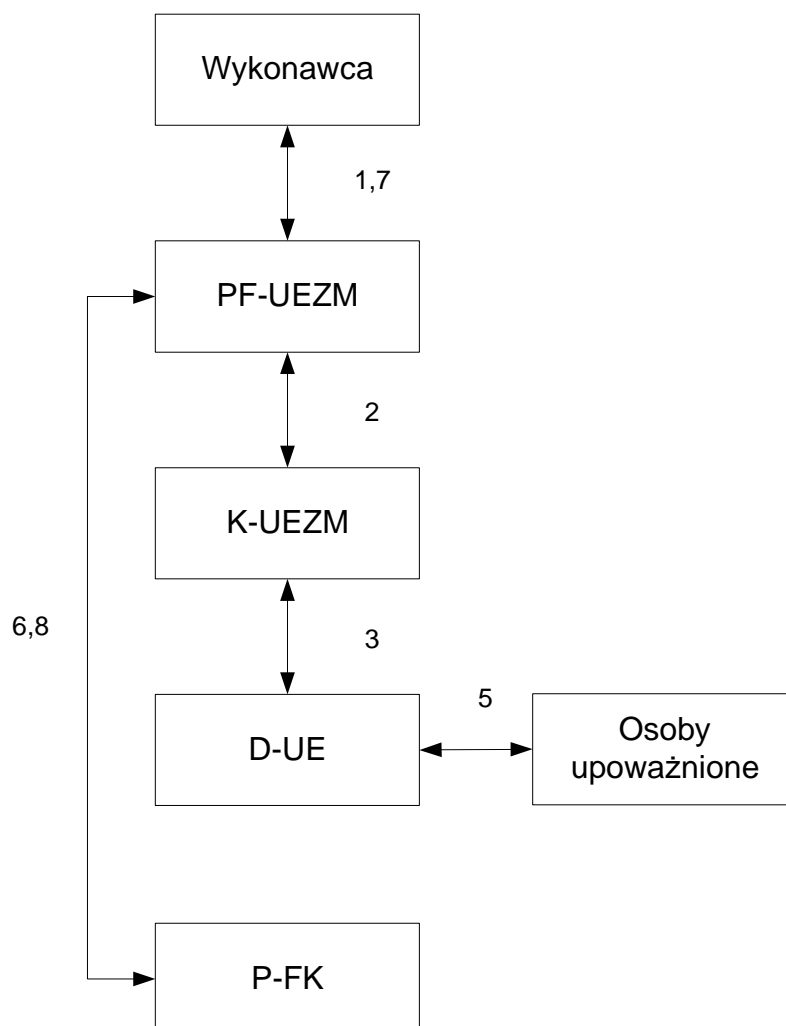 Wykonawca
1,7
PF-UEZM
2
K-UEZM
6,8
3
5
D-UE
Osoby
upoważnione
P-FK